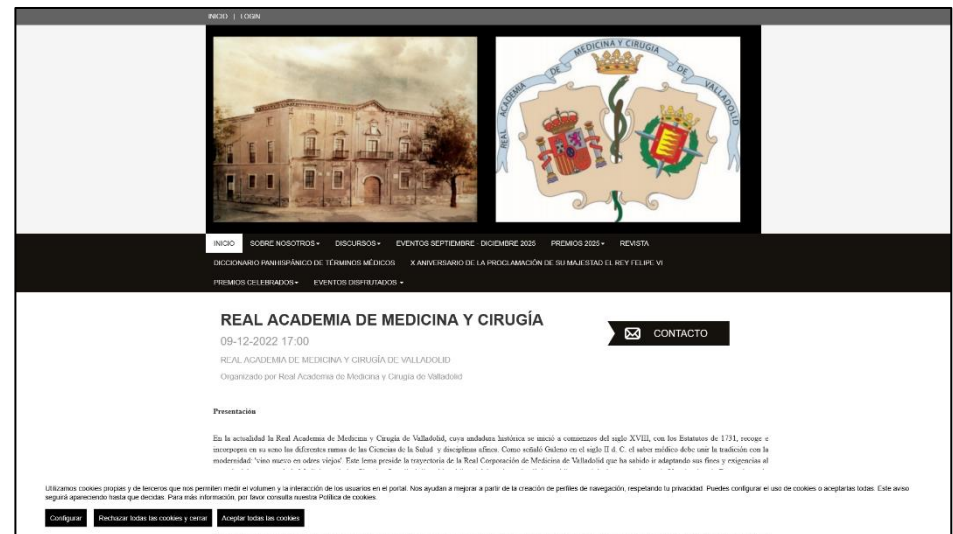 INICIO | LOGIN
REAL ACADEMIA DE MEDICINA Y CIRUGIA DE VALLADOLID
INICIO SOBRE NOSOTROS DISCURSOS EVENTOS SEPTIEMBRE - DICIEMBRE 2025 PREMIOS 2025 REVISTA
DICCIONARIO PANHISPÁNICO DE TÉRMINOS MÉDICOS X ANIVERSARIO DE LA PROCLAMACIÓN DE SU MAJESTAD EL REY FELIPE VI
PREMIOS CELEBRADOS EVENTOS DISFRUTADOS
REAL ACADEMIA DE MEDICINA Y CIRUGÍA
CONTACTO
09-12-2022 17:00
REAL ACADEMIA DE MEDICINA Y CIRUGÍA DE VALLADOLID
Organizado por Real Academia de Medicina y Cirugía de Valladolid
Presentación
En la actualidad la Real Academia de Medicina y Cirugía de Valladolid, cuya andadura histórica se inició a comienzos del siglo XVIII, con los Estatutos de 1731, recoge e
incorpora en su seno las diferentes ramas de las Ciencias de la Salud y disciplinas afines. Como señaló Galeno en el siglo II d. C. el saber médico debe unir la tradición con la
modernidad: 'vino nuevo en odres viejos'. Este lema preside la trayectoria de la Real Corporación de Medicina de Valladolid que ha sabido ir adaptando sus fines y exigencias al
Utilizamos cookies propias y de terceros que nos permiten medir el volumen y la interacción de los usuarios en el portal. Nos ayudan a mejorar a partir de la creación de perfiles de navegación, respetando tu privacidad. Puedes configurar el uso de cookies o aceptarlas todas. Este aviso
seguirá apareciendo hasta que decidas. Para más información, por favor consulta nuestra Política de cookies.
Configurar Rechazar todas las cookies y cerrar Aceptar todas las cookies